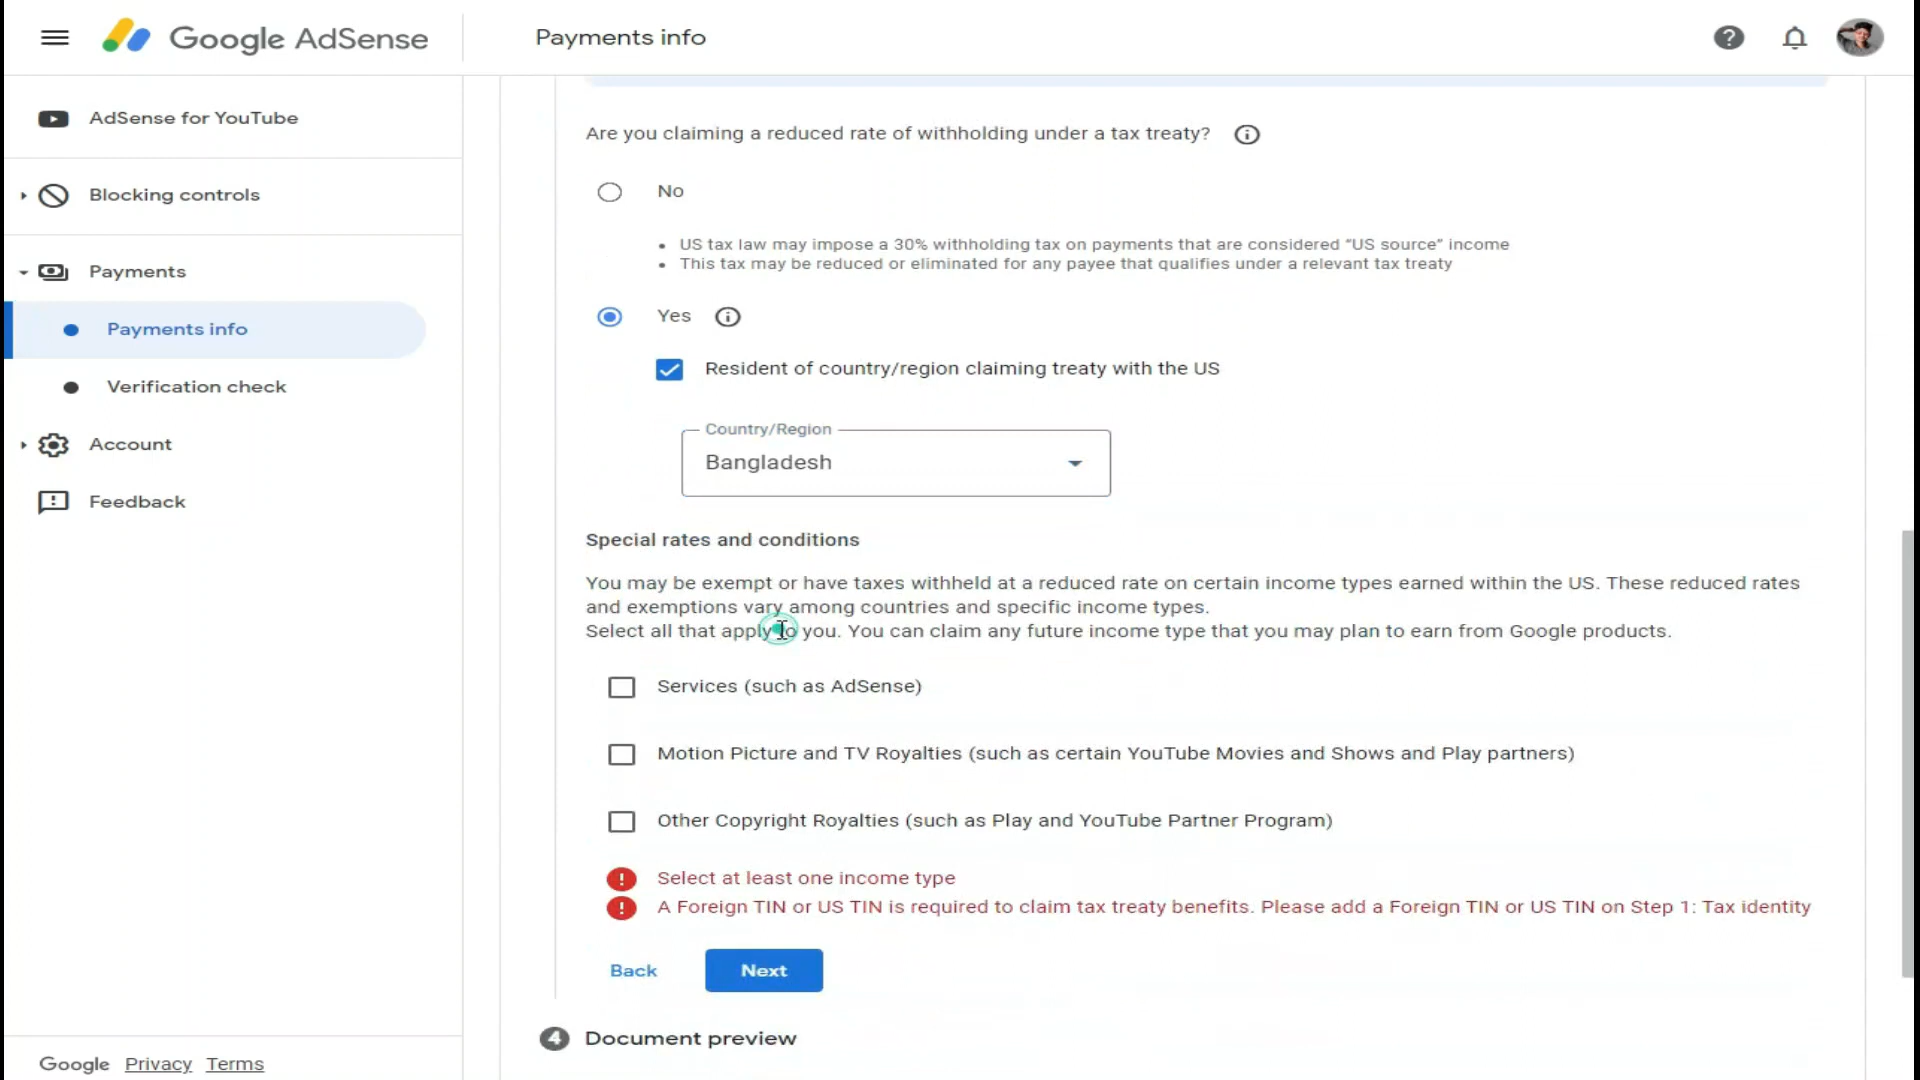 Google AdSense
Payments info
AdSense for YouTube
Blocking controls
Payments
Payments info
Verification check
Account
Feedback
Google Privacy Terms
Are you claiming a reduced rate of withholding under a tax treaty?
No
• US tax law may impose a 30% withholding tax on payments that are considered “US source” income
• This tax may be reduced or eliminated for any payee that qualifies under a relevant tax treaty
Yes
Resident of country/region claiming treaty with the US
Country/Region
Bangladesh
Special rates and conditions
You may be exempt or have taxes withheld at a reduced rate on certain income types earned within the US. These reduced rates
and exemptions vary among countries and specific income types.
Select all that apply to you. You can claim any future income type that you may plan to earn from Google products.
Services (such as AdSense)
Motion Picture and TV Royalties (such as certain YouTube Movies and Shows and Play partners)
Other Copyright Royalties (such as Play and YouTube Partner Program)
Select at least one income type
A Foreign TIN or US TIN is required to claim tax treaty benefits. Please add a Foreign TIN or US TIN on Step 1: Tax identity
Back Next
4 Document preview